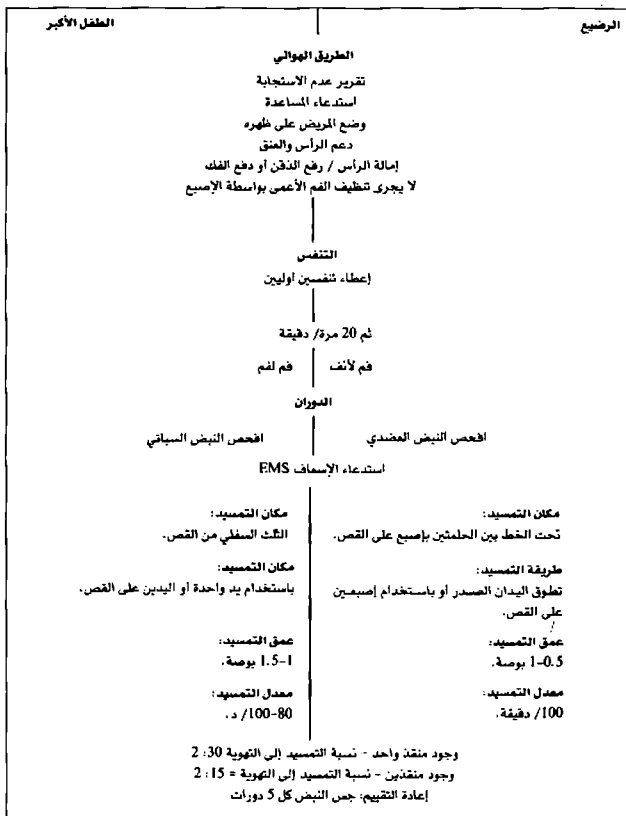 الرضيع
الطفل الأكبر
الطريق الهوائي
تقرير عدم الاستجابة
استدعاء المساعدة
وضع المريض على ظهره
دعم الرأس والعنق
إمالة الرأس / رفع الذقن أو دفع الفك
لا يجرى تنظيف الفم الأعمى بواسطة الإصبع
التنفس
إعطاء تنفسين أوليين
ثم 20 مرة/ دقيقة
فم لأنف
فم لفم
الدوران
افحص النبض العضدي
افحص النبض السباتي
استدعاء الإسعاف EMS
مكان التمسيد:
تحت الخط بين الحلمتين بإصبع على القص.
مكان التمسيد:
الثلث السفلي من القص.
طريقة التمسيد:
تطوق اليدان الصدر أو باستخدام إصبعين
على القص.
مكان التمسيد:
باستخدام يد واحدة أو اليدين على القص.
عمق التمسيد:
0.5–1 بوصة.
عمق التمسيد:
1–1.5 بوصة.
معدل التمسيد:
100/ دقيقة.
معدل التمسيد:
80–100/ د.
وجود منقذ واحد - نسبة التمسيد إلى التهوية 30: 2
وجود منقذين - نسبة التمسيد إلى التهوية = 15: 2
إعادة التقييم: جس النبض كل 5 دورات